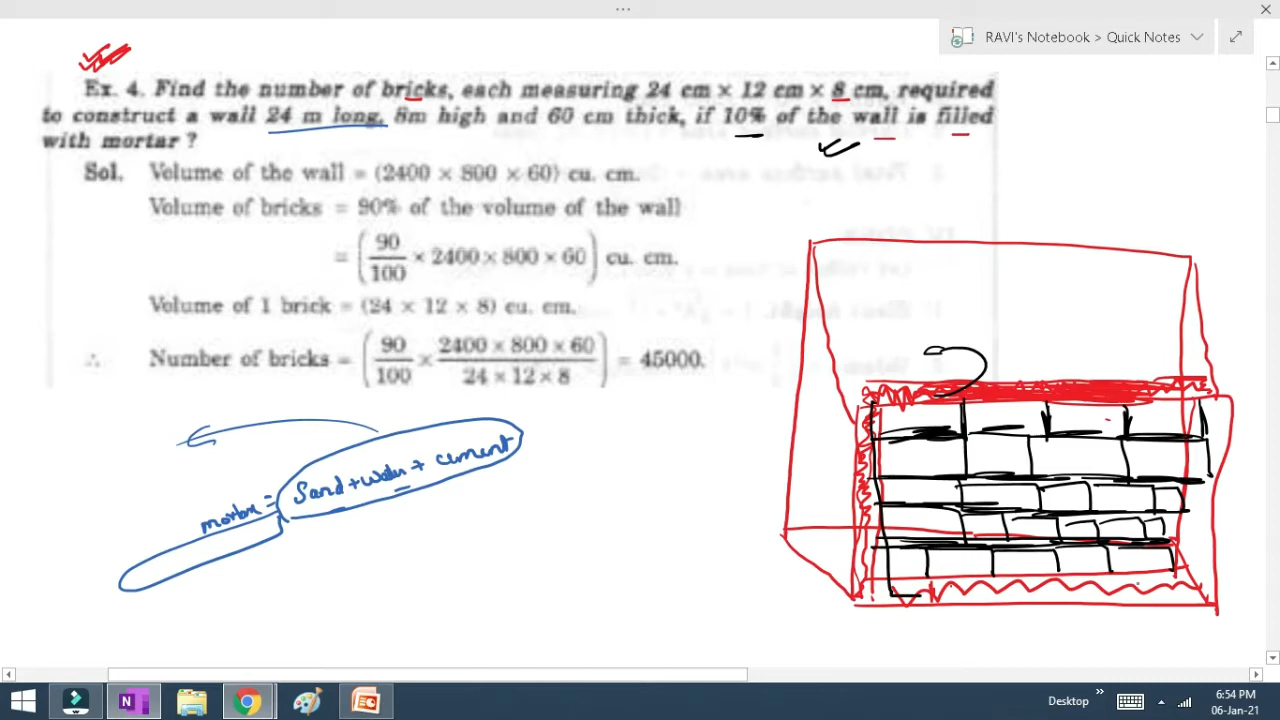 RAVI's Notebook > Quick Notes
Ex. 4. Find the number of bricks, each measuring 24 cm × 12 cm × 8 cm, required
to construct a wall 24 m long, 8m high and 60 cm thick, if 10% of the wall is filled
with mortar ?
Sol. Volume of the wall = (2400 × 800 × 60) cu. cm.
Volume of bricks = 90% of the volume of the wall
= (90/100 × 2400 × 800 × 60) cu. cm.
Volume of 1 brick = (24 × 12 × 8) cu. cm.
∴ Number of bricks = (90/100 × 2400 × 800 × 60/24 × 12 × 8) = 45000.
mortar = Sand + water + cement
Desktop
6:54 PM
06-Jan-21